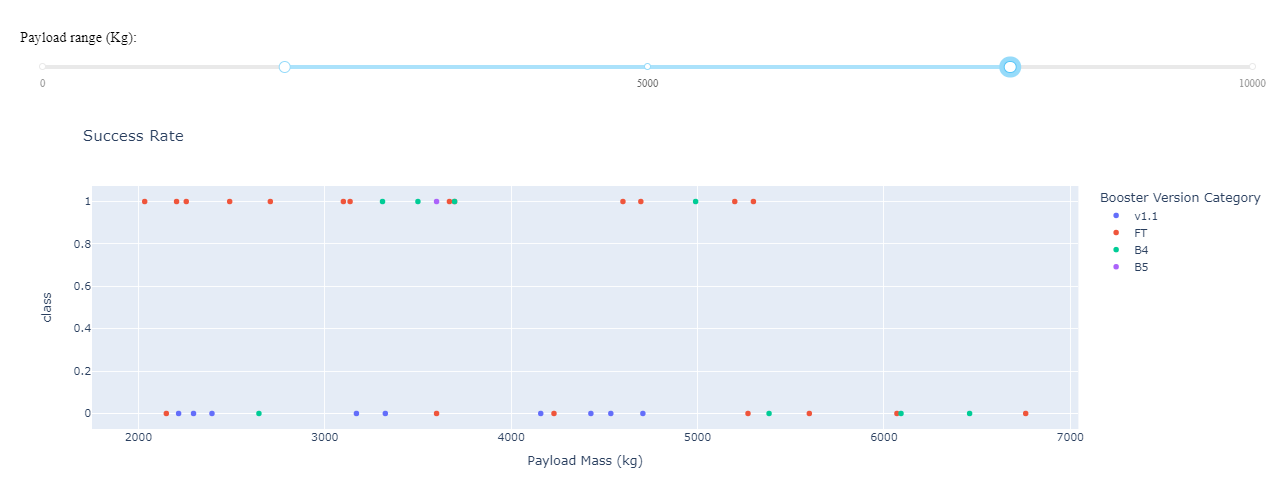 Payload range (Kg):
0 5000 10000
Success Rate
Booster Version Category
v1.1
FT
B4
B5
class
1
0.8
0.6
0.4
0.2
0
2000 3000 4000 5000 6000 7000
Payload Mass (kg)